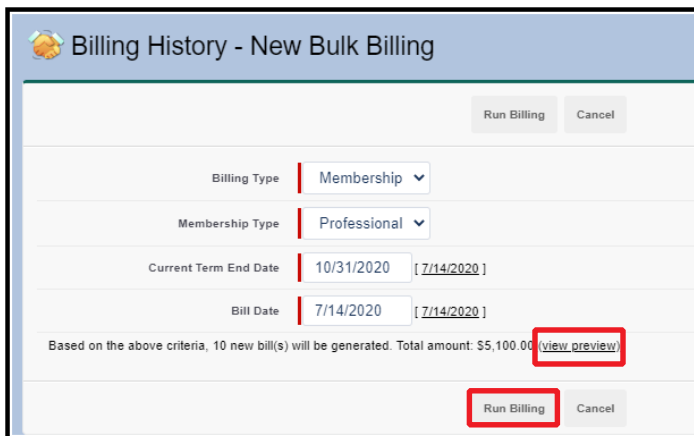 Billing History - New Bulk Billing
Run Billing Cancel
Billing Type Membership
Membership Type Professional
Current Term End Date 10/31/2020 [ 7/14/2020 ]
Bill Date 7/14/2020 [ 7/14/2020 ]
Based on the above criteria, 10 new bill(s) will be generated. Total amount: $5,100.00 (view preview)
Run Billing Cancel